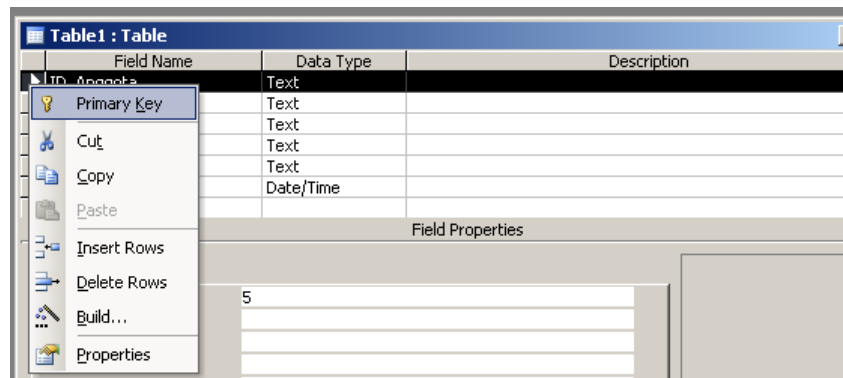 Table1 : Table
Field Name Data Type Description
ID_Anggota Text
Primary Key Text
Text
Cut Text
Copy Text
Date/Time
Paste
Field Properties
Insert Rows
Delete Rows
5
Build...
Properties